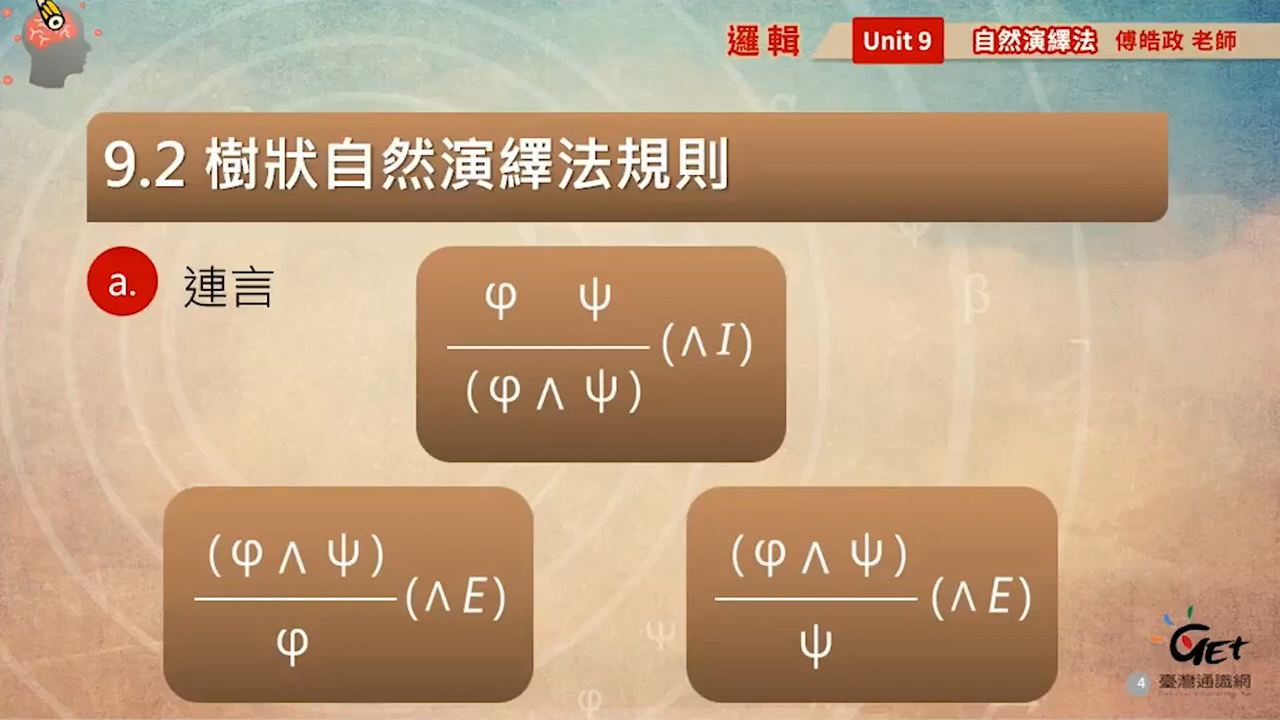 邏輯 Unit 9 自然演繹法 傅皓政 老師
9.2 樹狀自然演繹法規則
a. 連言
φ ψ
(∧I)
(φ ∧ ψ)
(φ ∧ ψ)
(∧E)
φ
(φ ∧ ψ)
(∧E)
ψ
GET
4 臺灣通識網